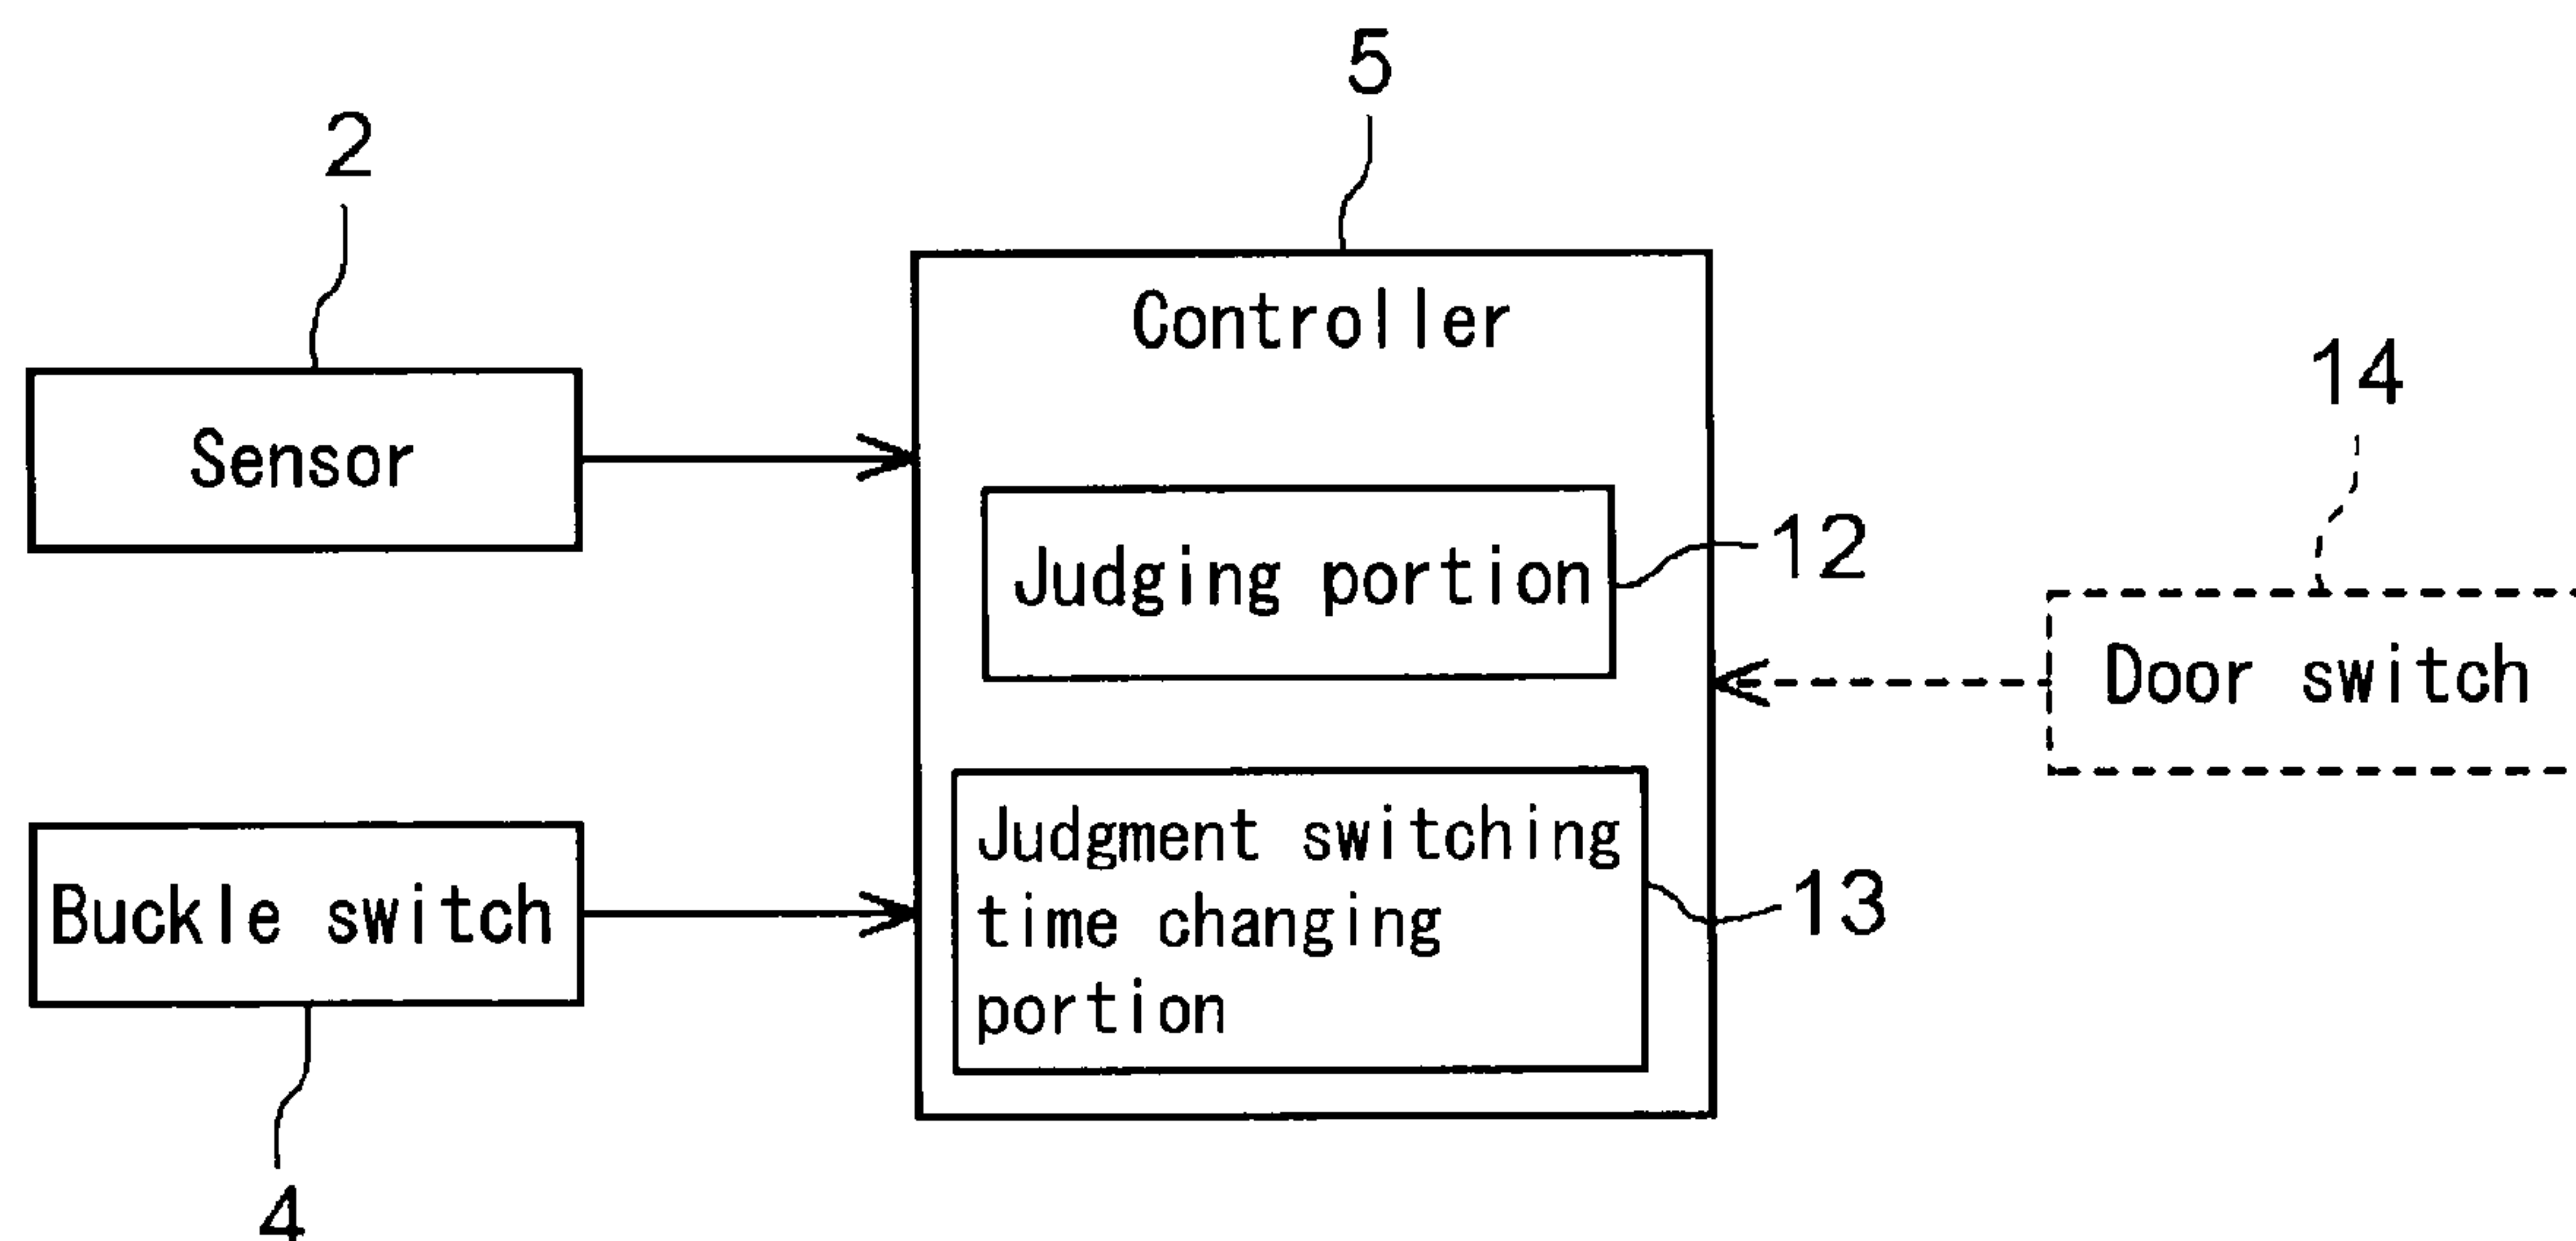 5
2
Controller
14
Sensor
12
Judging portion
Door switch
Judgment switching
time changing
portion
13
Buckle switch
4